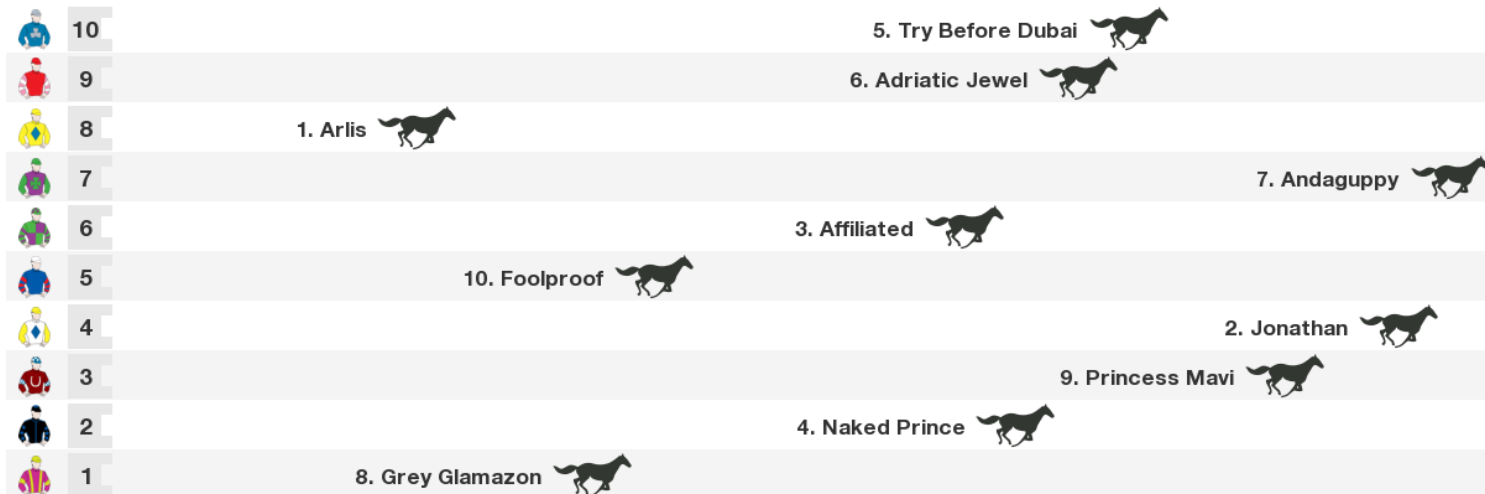 10 5. Try Before Dubai
9 6. Adriatic Jewel
8 1. Arlis
7 7. Andaguppy
6 3. Affiliated
5 10. Foolproof
4 2. Jonathan
3 9. Princess Mavi
2 4. Naked Prince
1 8. Grey Glamazon